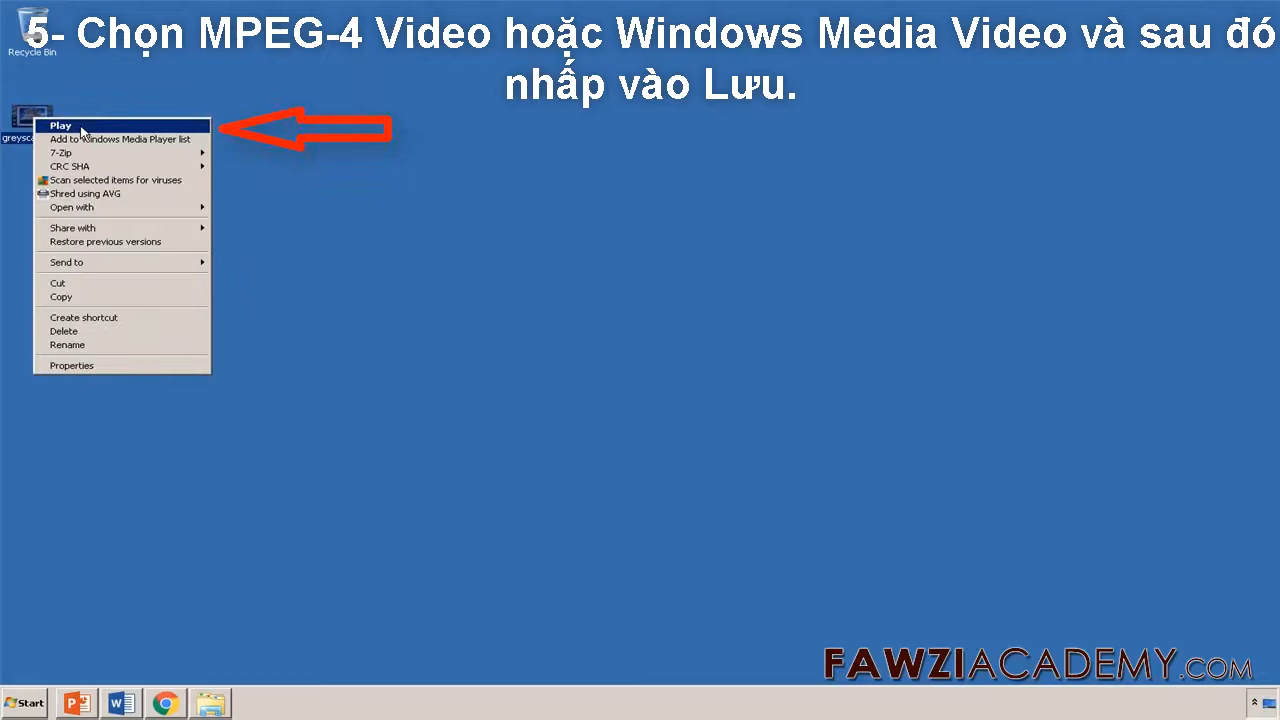 5- Chọn MPEG-4 Video hoặc Windows Media Video và sau đó
nhấp vào Lưu.
Recycle Bin
Play
Add to Windows Media Player list
7-Zip
CRC SHA
Scan selected items for viruses
Shred using AVG
Open with
Share with
Restore previous versions
Send to
Cut
Copy
Create shortcut
Delete
Rename
Properties
FAWZIACADEMY.COM
Start